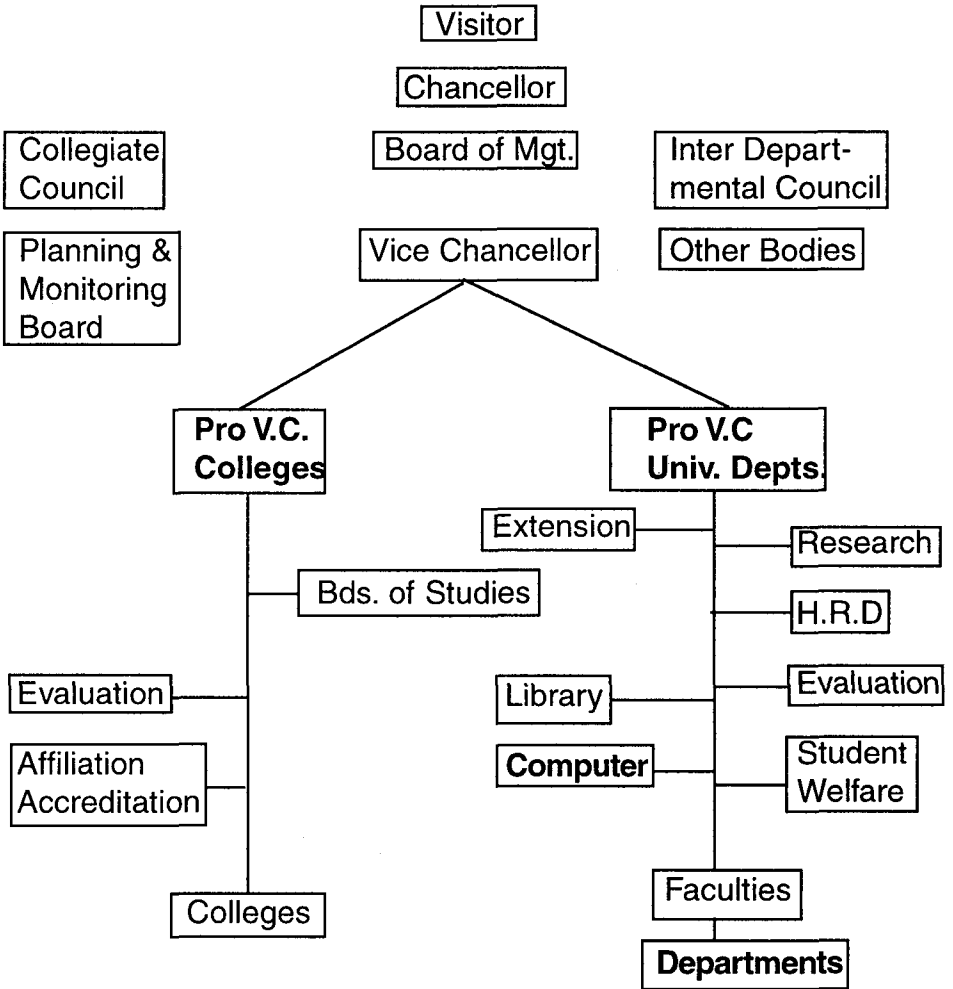 Visitor
Chancellor
Collegiate
Council
Board of Mgt.
Inter Depart-
mental Council
Planning &
Monitoring
Board
Vice Chancellor
Other Bodies
Pro V.C.
Colleges
Pro V.C
Univ. Depts.
Extension
Research
Bds. of Studies
H.R.D
Evaluation
Library
Evaluation
Affiliation
Accreditation
Computer
Student
Welfare
Colleges
Faculties
Departments